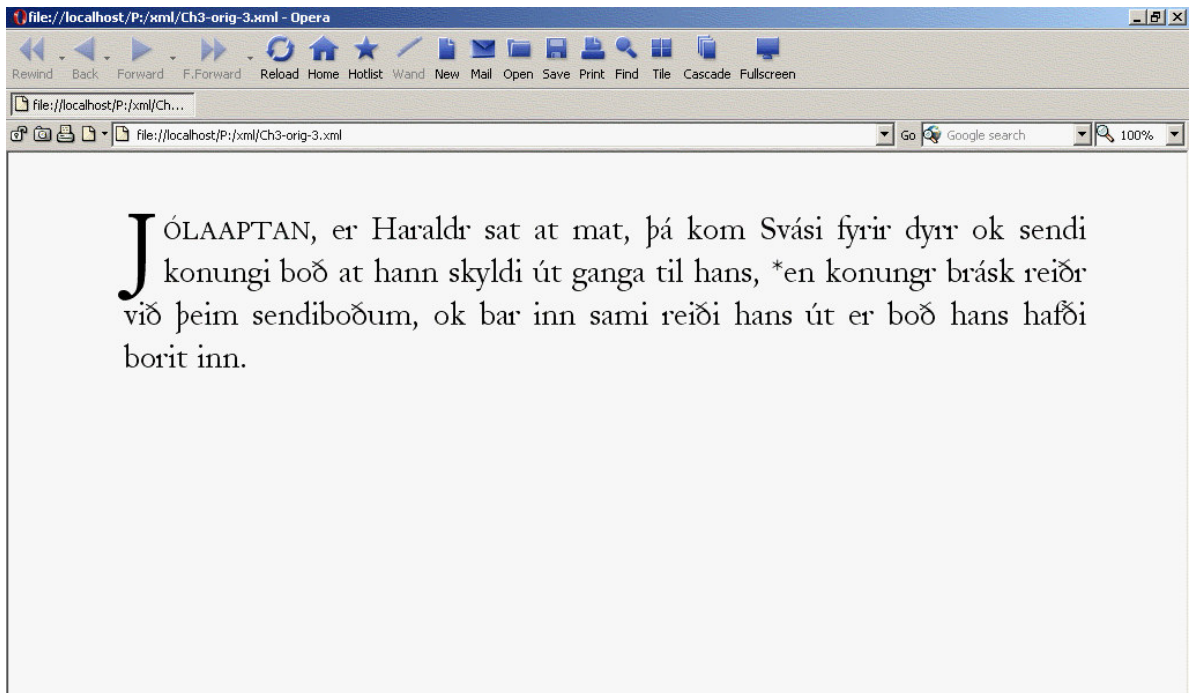 file://localhost/P:/xml/Ch3-orig-3.xml - Opera
Rewind Back Forward F.Forward Reload Home Hotlist Wand New Mail Open Save Print Find Tile Cascade Fullscreen
file://localhost/P:/xml/Ch...
file://localhost/P:/xml/Ch3-orig-3.xml Go Google search 100%
JÓLAAPTAN, er Haraldr sat at mat, þá kom Svási fyrir dyrr ok sendi
konungi boð at hann skyldi út ganga til hans, *en konungr brásk reiðr
við þeim sendiboðum, ok bar inn sami reiði hans út er boð hans hafði
borit inn.